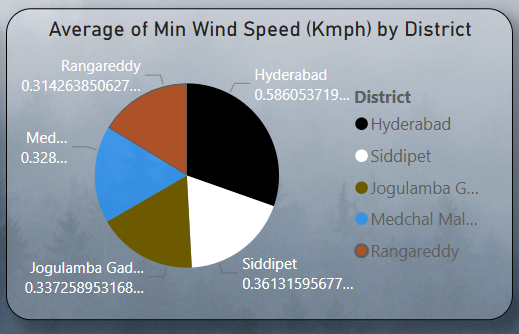 Average of Min Wind Speed (Kmph) by District
Rangareddy
0.314263850627...
Hyderabad
0.586053719...
Med...
0.328...
Jogulamba Gad...
0.337258953168...
Siddipet
0.36131595677...
District
Hyderabad
Siddipet
Jogulamba G...
Medchal Mal...
Rangareddy